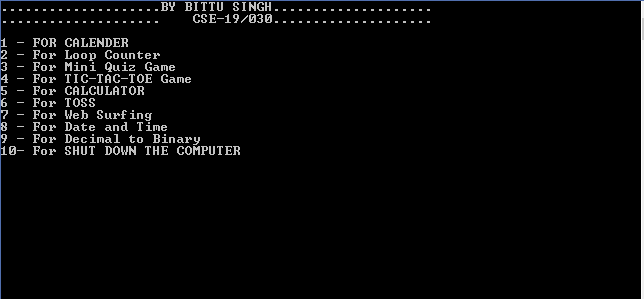 ....................BY BITTU SINGH....................
....................    CSE-19/030....................
1 - FOR CALENDER
2 - For Loop Counter
3 - For Mini Quiz Game
4 - For TIC-TAC-TOE Game
5 - For CALCULATOR
6 - For TOSS
7 - For Web Surfing
8 - For Date and Time
9 - For Decimal to Binary
10- For SHUT DOWN THE COMPUTER